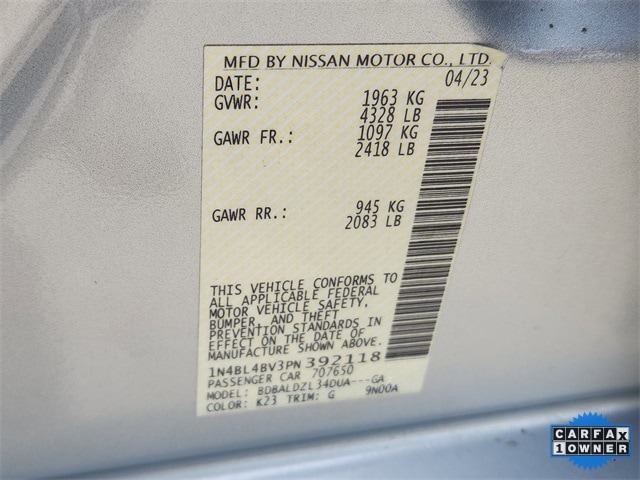 MFD BY NISSAN MOTOR CO., LTD.
DATE: 04/23
GVWR: 1963 KG
4328 LB
GAWR FR.: 1097 KG
2418 LB
GAWR RR.: 945 KG
2083 LB
THIS VEHICLE CONFORMS TO
ALL APPLICABLE FEDERAL
MOTOR VEHICLE SAFETY,
BUMPER, AND THEFT
PREVENTION STANDARDS IN
EFFECT ON THE DATE OF
MANUFACTURE SHOWN ABOVE.
1N4BL4BV3PN392118
PASSENGER CAR 707650
MODEL: BDBALDZL34DUA---GA
COLOR: K23 TRIM: G 9N00A
CARFAX
1 OWNER